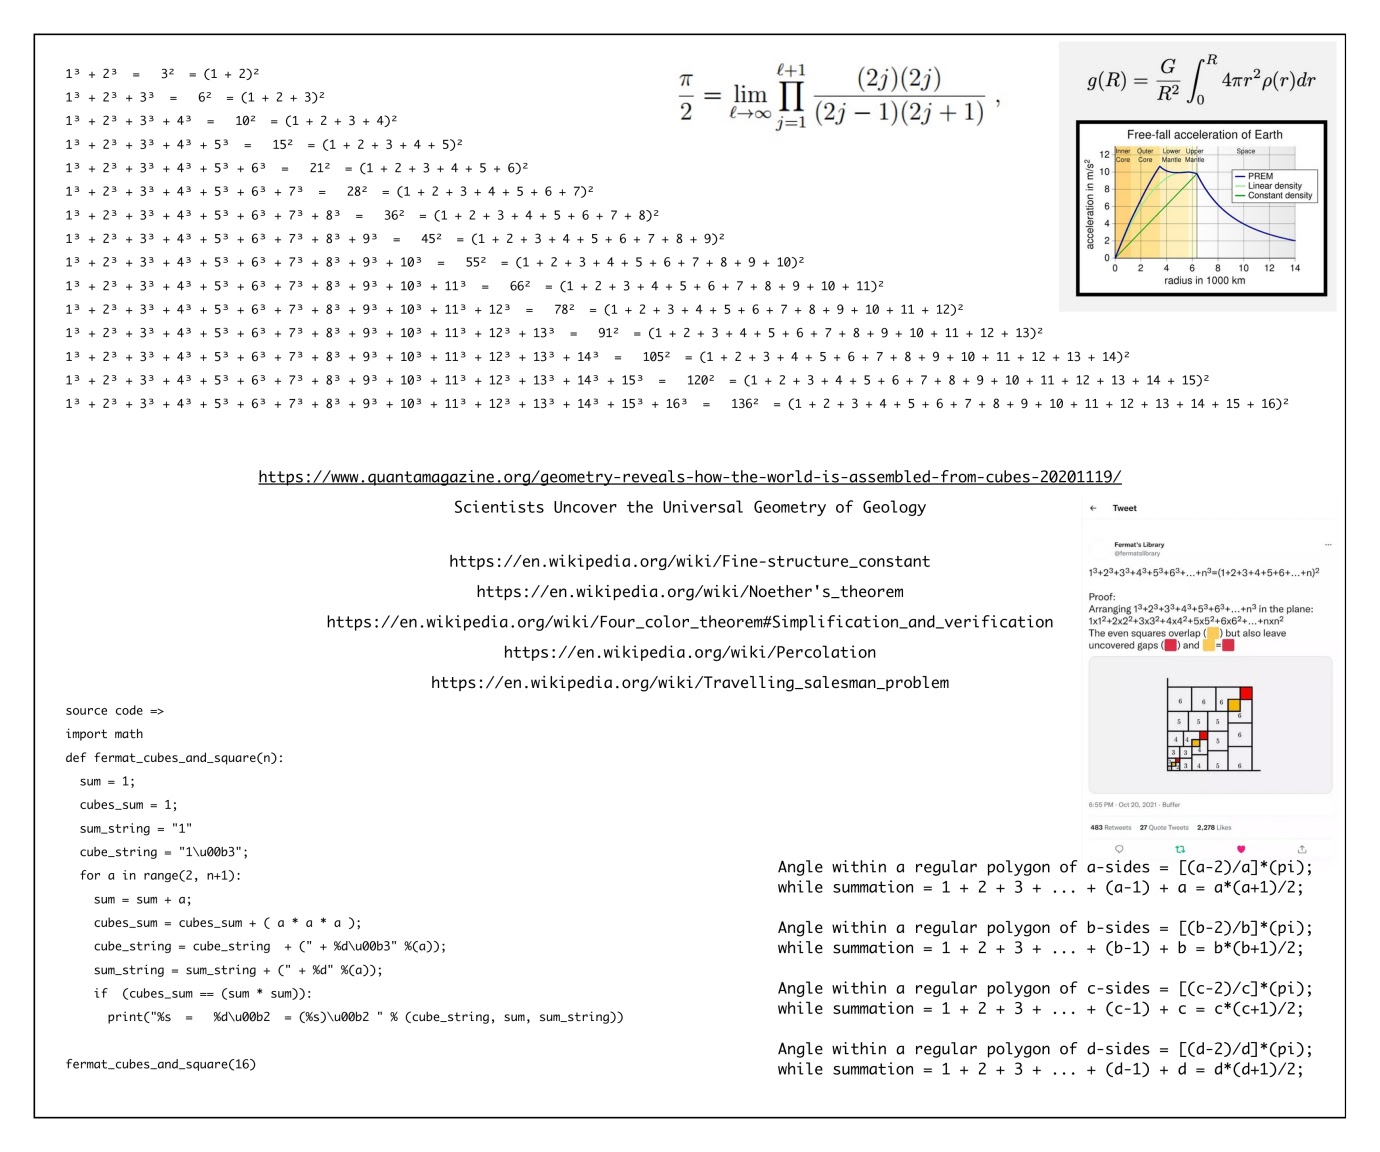 1³ + 2³  =  3²  = (1 + 2)²
1³ + 2³ + 3³  =  6²  = (1 + 2 + 3)²
1³ + 2³ + 3³ + 4³  =  10²  = (1 + 2 + 3 + 4)²
1³ + 2³ + 3³ + 4³ + 5³  =  15²  = (1 + 2 + 3 + 4 + 5)²
1³ + 2³ + 3³ + 4³ + 5³ + 6³  =  21²  = (1 + 2 + 3 + 4 + 5 + 6)²
1³ + 2³ + 3³ + 4³ + 5³ + 6³ + 7³  =  28²  = (1 + 2 + 3 + 4 + 5 + 6 + 7)²
1³ + 2³ + 3³ + 4³ + 5³ + 6³ + 7³ + 8³  =  36²  = (1 + 2 + 3 + 4 + 5 + 6 + 7 + 8)²
1³ + 2³ + 3³ + 4³ + 5³ + 6³ + 7³ + 8³ + 9³  =  45²  = (1 + 2 + 3 + 4 + 5 + 6 + 7 + 8 + 9)²
1³ + 2³ + 3³ + 4³ + 5³ + 6³ + 7³ + 8³ + 9³ + 10³  =  55²  = (1 + 2 + 3 + 4 + 5 + 6 + 7 + 8 + 9 + 10)²
1³ + 2³ + 3³ + 4³ + 5³ + 6³ + 7³ + 8³ + 9³ + 10³ + 11³  =  66²  = (1 + 2 + 3 + 4 + 5 + 6 + 7 + 8 + 9 + 10 + 11)²
1³ + 2³ + 3³ + 4³ + 5³ + 6³ + 7³ + 8³ + 9³ + 10³ + 11³ + 12³  =  78²  = (1 + 2 + 3 + 4 + 5 + 6 + 7 + 8 + 9 + 10 + 11 + 12)²
1³ + 2³ + 3³ + 4³ + 5³ + 6³ + 7³ + 8³ + 9³ + 10³ + 11³ + 12³ + 13³  =  91²  = (1 + 2 + 3 + 4 + 5 + 6 + 7 + 8 + 9 + 10 + 11 + 12 + 13)²
1³ + 2³ + 3³ + 4³ + 5³ + 6³ + 7³ + 8³ + 9³ + 10³ + 11³ + 12³ + 13³ + 14³  =  105²  = (1 + 2 + 3 + 4 + 5 + 6 + 7 + 8 + 9 + 10 + 11 + 12 + 13 + 14)²
1³ + 2³ + 3³ + 4³ + 5³ + 6³ + 7³ + 8³ + 9³ + 10³ + 11³ + 12³ + 13³ + 14³ + 15³  =  120²  = (1 + 2 + 3 + 4 + 5 + 6 + 7 + 8 + 9 + 10 + 11 + 12 + 13 + 14 + 15)²
1³ + 2³ + 3³ + 4³ + 5³ + 6³ + 7³ + 8³ + 9³ + 10³ + 11³ + 12³ + 13³ + 14³ + 15³ + 16³  =  136²  = (1 + 2 + 3 + 4 + 5 + 6 + 7 + 8 + 9 + 10 + 11 + 12 + 13 + 14 + 15 + 16)²
π/2 = lim ℓ→∞ ∏ j=1 ℓ+1 (2j)(2j)/(2j − 1)(2j + 1) ,
g(R) = G/R² ∫₀ᴿ 4πr²ρ(r)dr
Free-fall acceleration of Earth
Inner Core Outer Core Lower Mantle Upper Mantle Space
PREM
Linear density
Constant density
acceleration in m/s²
12
10
8
6
4
2
0
0 2 4 6 8 10 12 14
radius in 1000 km
https://www.quantamagazine.org/geometry-reveals-how-the-world-is-assembled-from-cubes-20201119/
Scientists Uncover the Universal Geometry of Geology
https://en.wikipedia.org/wiki/Fine-structure_constant
https://en.wikipedia.org/wiki/Noether's_theorem
https://en.wikipedia.org/wiki/Four_color_theorem#Simplification_and_verification
https://en.wikipedia.org/wiki/Percolation
https://en.wikipedia.org/wiki/Travelling_salesman_problem
← Tweet
Fermat's Library ...
@fermatslibrary
1³+2³+3³+4³+5³+6³+...+n³=(1+2+3+4+5+6+...+n)²
Proof:
Arranging 1³+2³+3³+4³+5³+6³+...+n³ in the plane:
1x1²+2x2²+3x3²+4x4²+5x5²+6x6²+...+nxn²
The even squares overlap ( ) but also leave
uncovered gaps ( ) and  =
6 6 6
6
5 5 5
6
4 4 5
3 3 4
3 4 5 6
6:55 PM · Oct 20, 2021 · Buffer
483 Retweets 27 Quote Tweets 2,278 Likes
source code =>
import math
def fermat_cubes_and_square(n):
  sum = 1;
  cubes_sum = 1;
  sum_string = "1"
  cube_string = "1\u00b3";
  for a in range(2, n+1):
    sum = sum + a;
    cubes_sum = cubes_sum + ( a * a * a );
    cube_string = cube_string  + (" + %d\u00b3" %(a));
    sum_string = sum_string + (" + %d" %(a));
    if  (cubes_sum == (sum * sum)):
      print("%s  =   %d\u00b2  = (%s)\u00b2 " % (cube_string, sum, sum_string))
fermat_cubes_and_square(16)
Angle within a regular polygon of a-sides = [(a-2)/a]*(pi);
while summation = 1 + 2 + 3 + ... + (a-1) + a = a*(a+1)/2;
Angle within a regular polygon of b-sides = [(b-2)/b]*(pi);
while summation = 1 + 2 + 3 + ... + (b-1) + b = b*(b+1)/2;
Angle within a regular polygon of c-sides = [(c-2)/c]*(pi);
while summation = 1 + 2 + 3 + ... + (c-1) + c = c*(c+1)/2;
Angle within a regular polygon of d-sides = [(d-2)/d]*(pi);
while summation = 1 + 2 + 3 + ... + (d-1) + d = d*(d+1)/2;